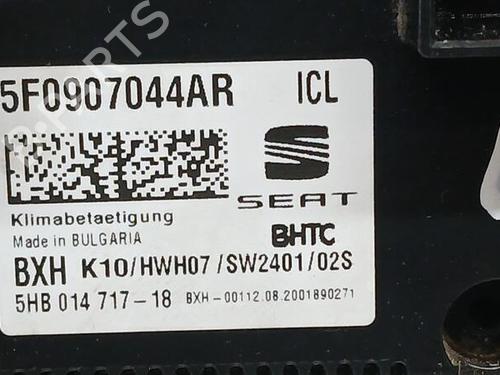 5F0907044AR ICL
SEAT
Klimabetaetigung
Made in BULGARIA BHTC
BXH K10/HWH07/SW2401/02S
5HB 014 717-18 BXH-00112.08.2001890271